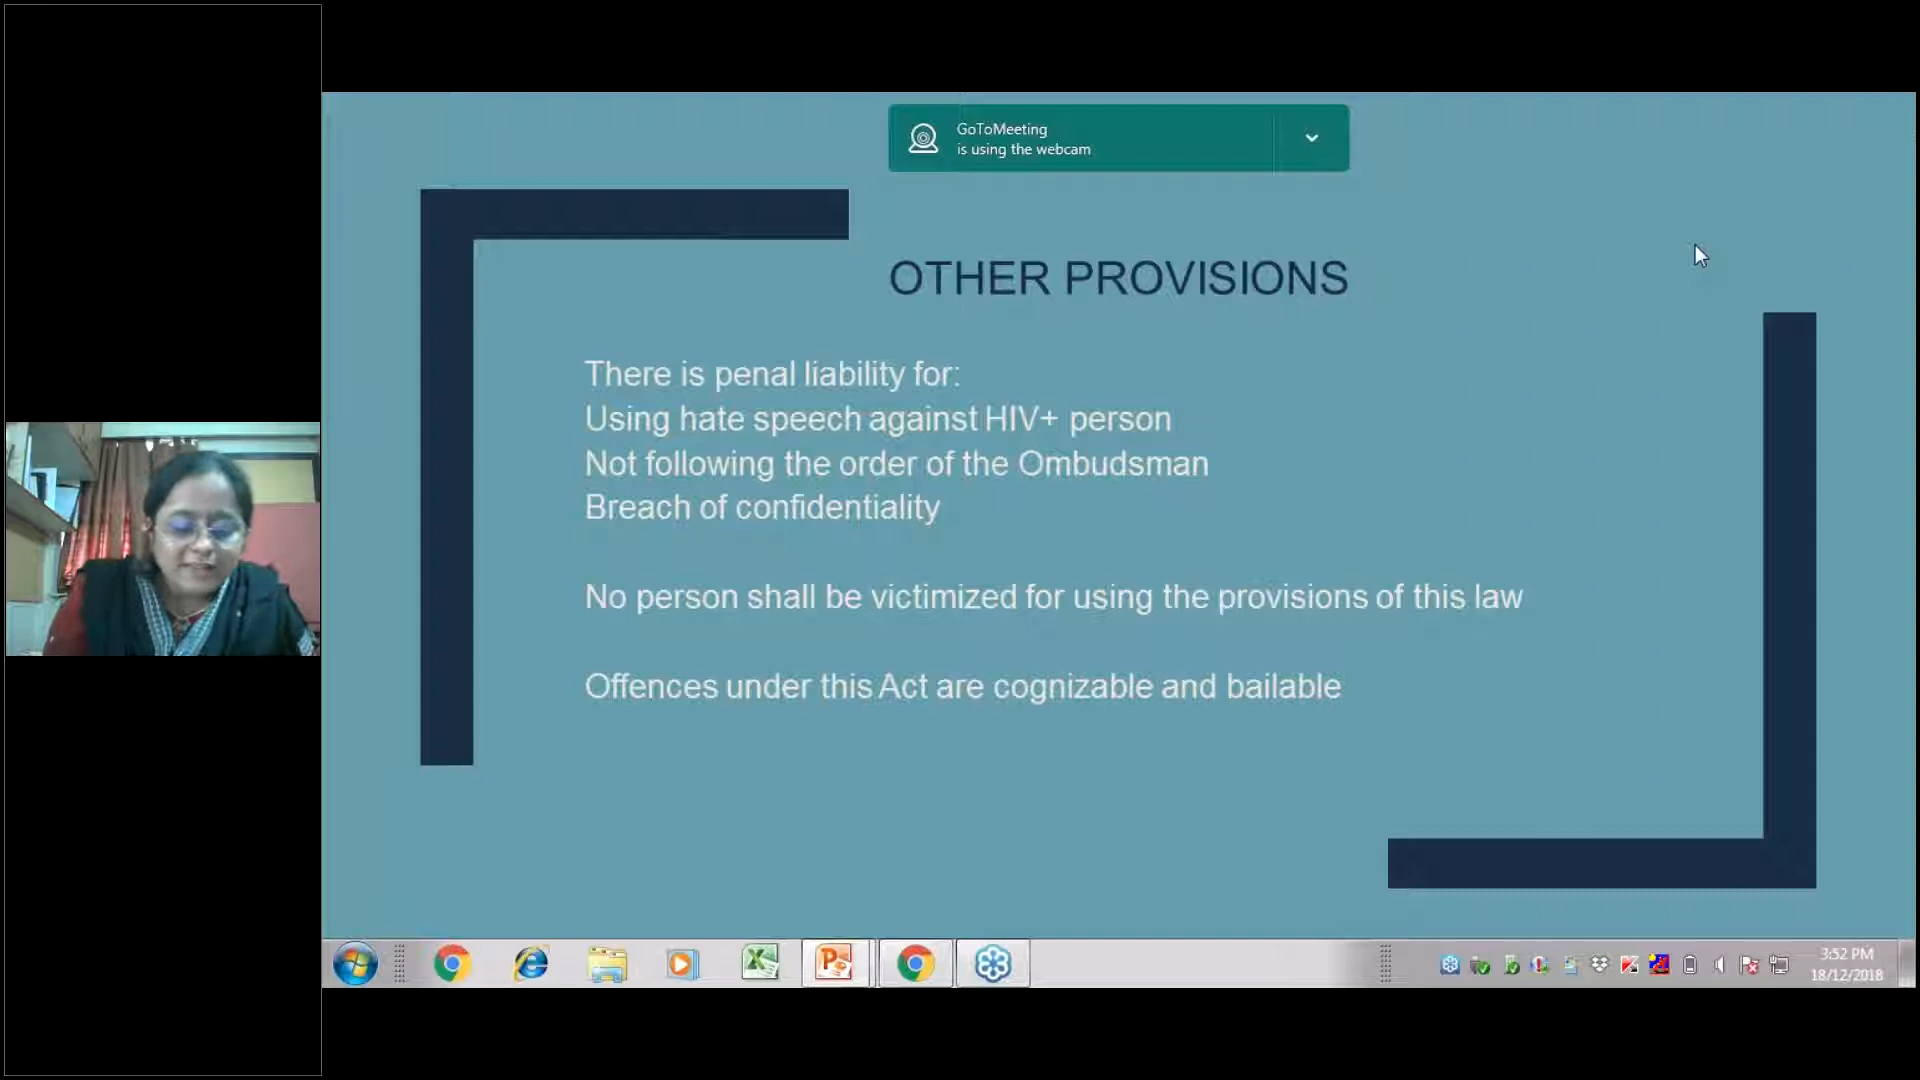 GoToMeeting
is using the webcam
OTHER PROVISIONS
There is penal liability for:
Using hate speech against HIV+ person
Not following the order of the Ombudsman
Breach of confidentiality
No person shall be victimized for using the provisions of this law
Offences under this Act are cognizable and bailable
3:52 PM
18/12/2018